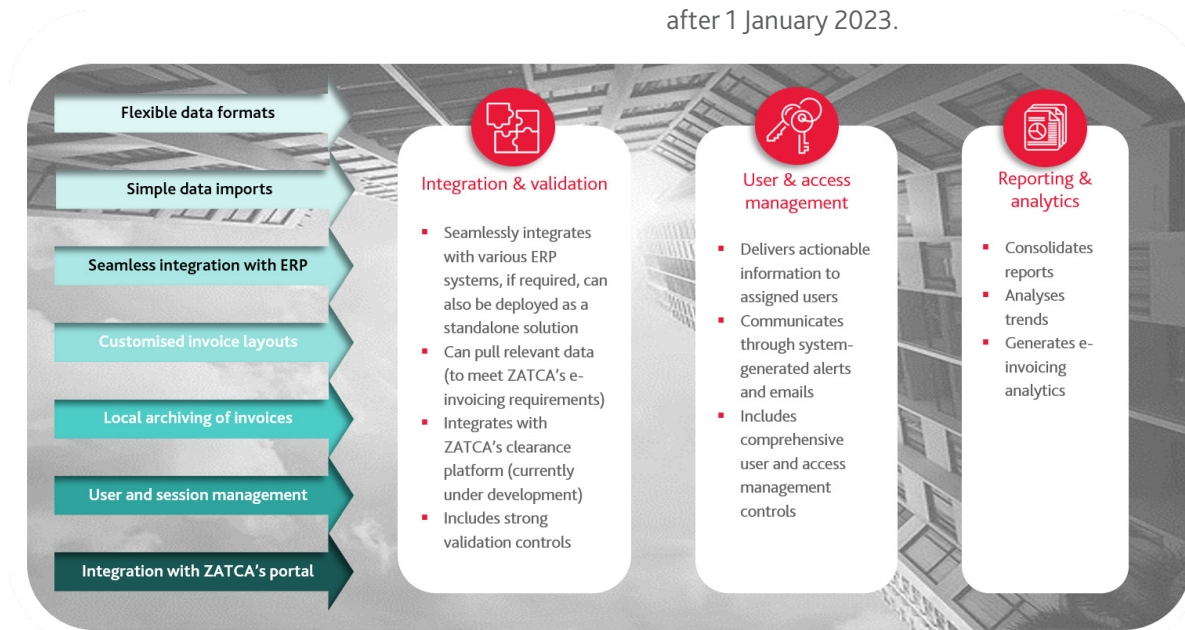 after 1 January 2023.
Flexible data formats
Simple data imports
Seamless integration with ERP
Customised invoice layouts
Local archiving of invoices
User and session management
Integration with ZATCA's portal
Integration & validation
▪ Seamlessly integrates
with various ERP
systems, if required, can
also be deployed as a
standalone solution
▪ Can pull relevant data
(to meet ZATCA's e-
invoicing requirements)
▪ Integrates with
ZATCA's clearance
platform (currently
under development)
▪ Includes strong
validation controls
User & access
management
▪ Delivers actionable
information to
assigned users
▪ Communicates
through system-
generated alerts
and emails
▪ Includes
comprehensive
user and access
management
controls
Reporting &
analytics
▪ Consolidates
reports
▪ Analyses
trends
▪ Generates e-
invoicing
analytics